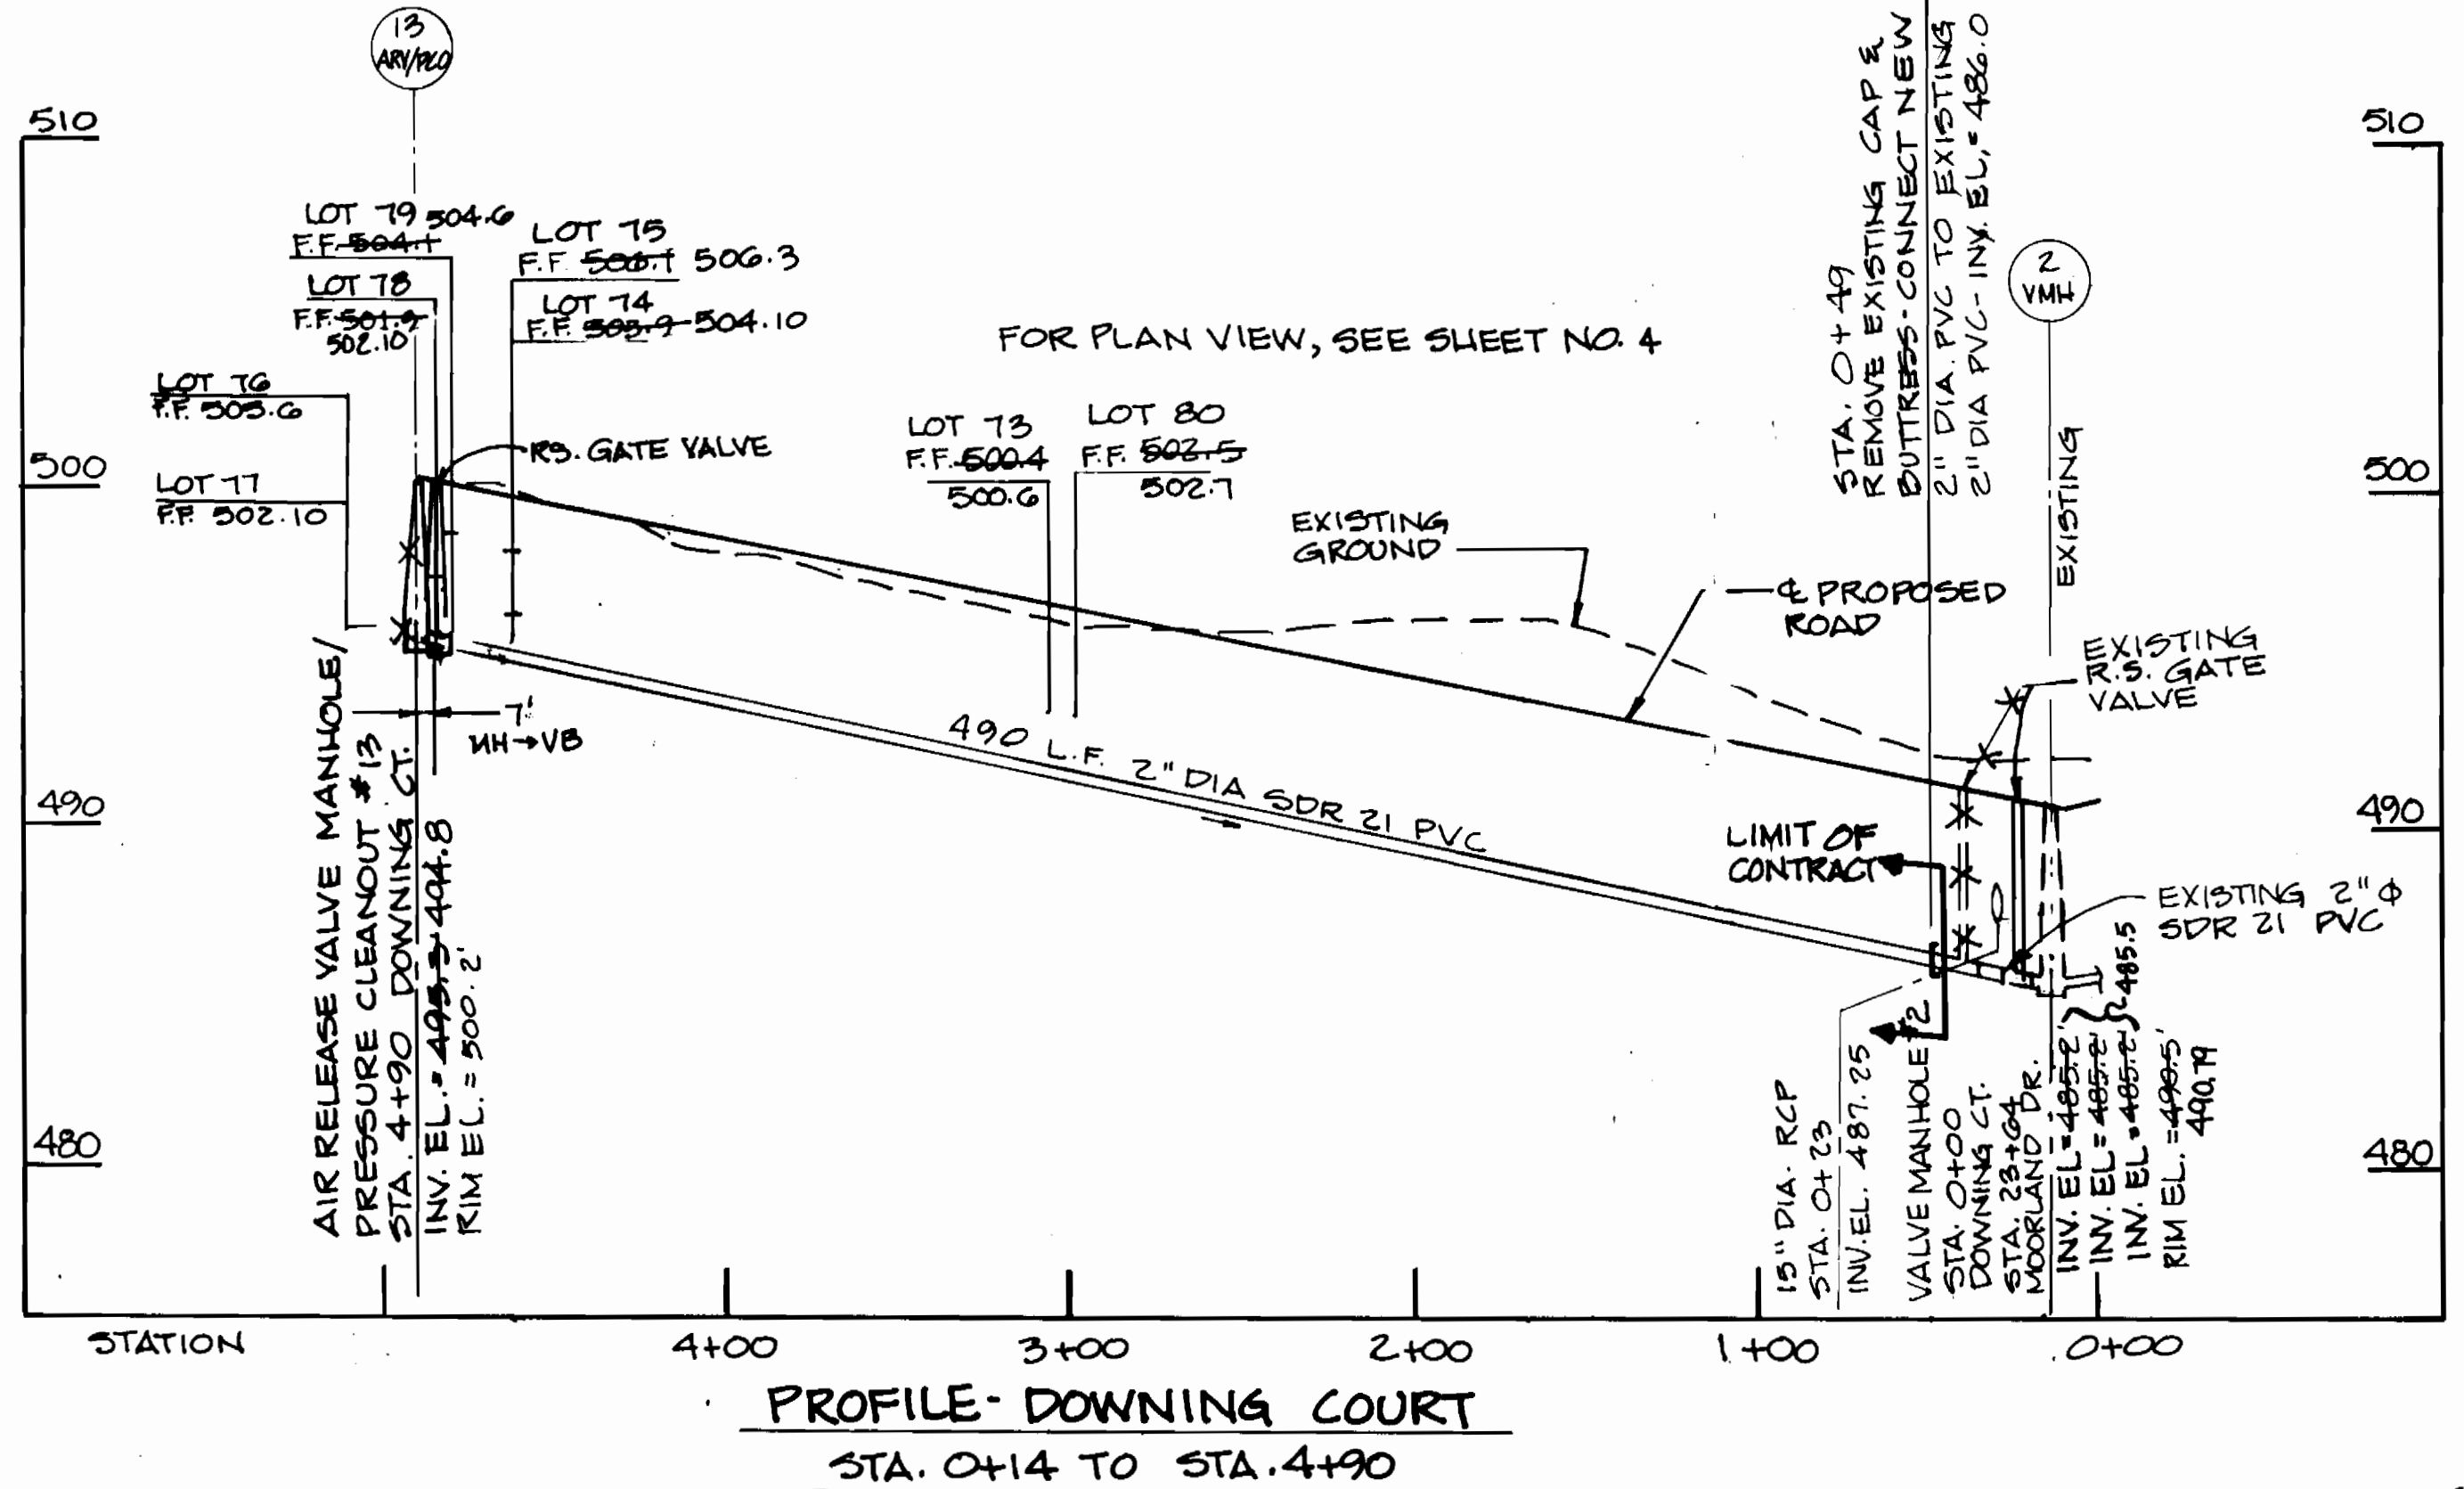 13
ARV/PCO
510
510
LOT 79 504.6
F.F. 504.1
LOT 78
F.F. 501.9
502.10
LOT 75
F.F. 506.1 506.3
LOT 74
F.F. 503.9 504.10
LOT 76
F.F. 503.6
LOT 77
F.F. 502.10
500
500
R.S. GATE VALVE
FOR PLAN VIEW, SEE SHEET NO. 4
LOT 73
F.F. 500.4
500.6
LOT 80
F.F. 502.5
502.7
EXISTING
GROUND
STA. 0+49
REMOVE EXISTING CAP &
BUTTRESS-CONNECT NEW
2" DIA. PVC TO EXISTING
2" DIA PVC- INV. EL. = 486.0
2
VMH
EXISTING
℄ PROPOSED
ROAD
EXISTING
R.S. GATE
VALVE
7'
MH→VB
490 L.F. 2" DIA SDR 21 PVC
490
490
LIMIT OF
CONTRACT
EXISTING 2" ϕ
SDR 21 PVC
AIR RELEASE VALVE MANHOLE/
PRESSURE CLEANOUT #13
STA. 4+90 DOWNING CT.
INV. EL. = 495.3 494.8
RIM EL. = 500.2'
15" DIA. RCP
STA. 0+23
INV. EL. 487.25
VALVE MANHOLE #2
STA. 0+00
DOWNING CT.
STA. 23+64
MOORLAND DR.
INV. EL = 485.2'
INV. EL = 485.2'
INV. EL = 485.2' 485.5
RIM EL. = 490.5'
490.79
480
480
STATION
4+00
3+00
2+00
1+00
0+00
PROFILE- DOWNING COURT
STA. 0+14 TO STA. 4+90